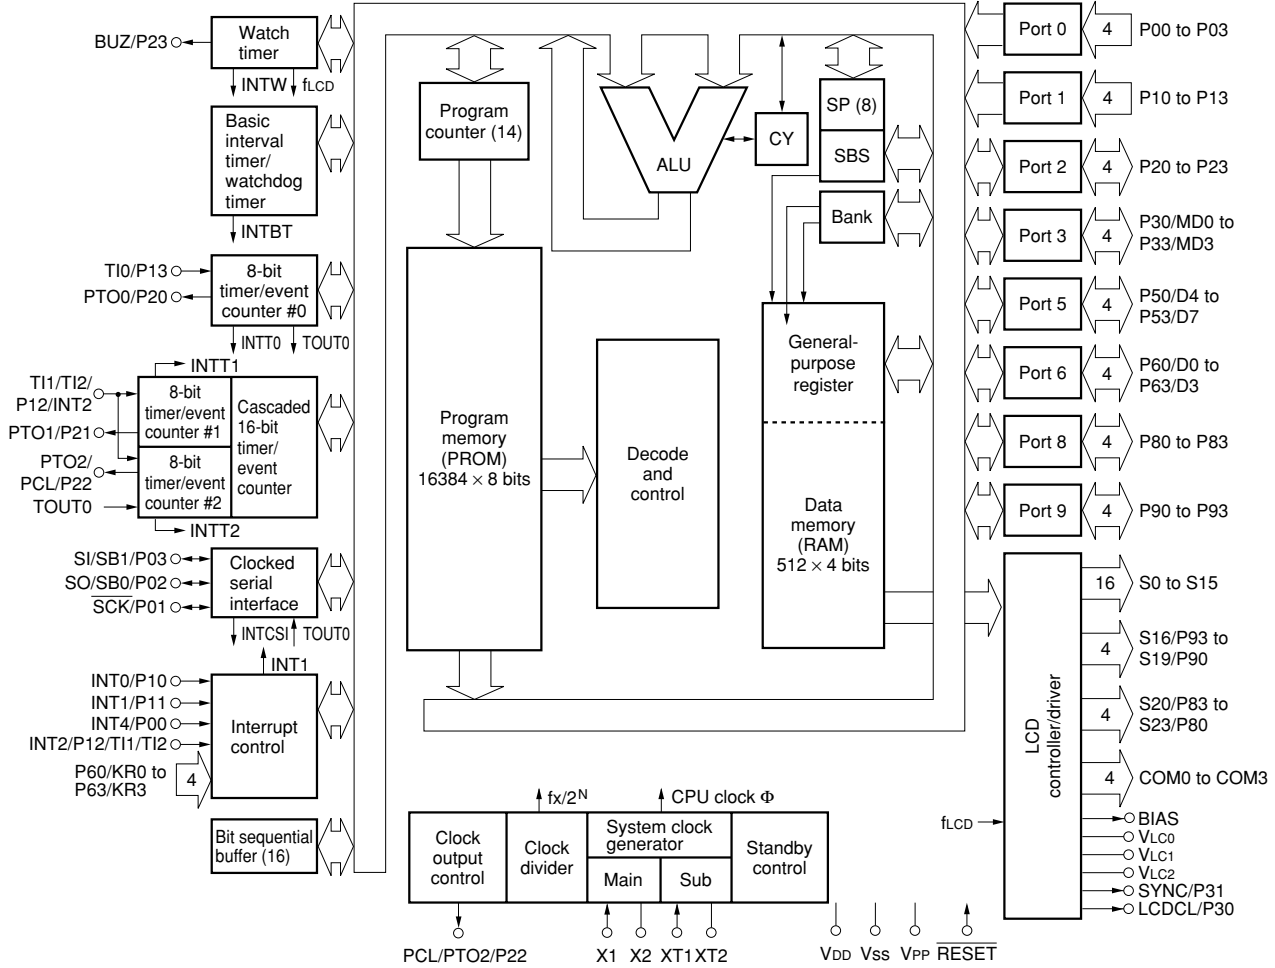 BUZ/P23
Watch
timer
INTW
fLCD
Basic
interval
timer/
watchdog
timer
INTBT
TI0/P13
PTO0/P20
8-bit
timer/event
counter #0
INTT0
TOUT0
INTT1
TI1/TI2/
P12/INT2
PTO1/P21
PTO2/
PCL/P22
TOUT0
8-bit
timer/event
counter #1
8-bit
timer/event
counter #2
Cascaded
16-bit
timer/
event
counter
INTT2
SI/SB1/P03
SO/SB0/P02
SCK/P01
Clocked
serial
interface
INTCSI
TOUT0
INT1
INT0/P10
INT1/P11
INT4/P00
INT2/P12/TI1/TI2
P60/KR0 to
P63/KR3
4
Interrupt
control
Bit sequential
buffer (16)
Program
counter (14)
ALU
CY
SP (8)
SBS
Bank
Program
memory
(PROM)
16384 × 8 bits
Decode
and
control
General-
purpose
register
Data
memory
(RAM)
512 × 4 bits
fX/2N
CPU clock Φ
Clock
output
control
Clock
divider
System clock
generator
Main
Sub
Standby
control
PCL/PTO2/P22
X1
X2
XT1
XT2
VDD
VSS
VPP
RESET
Port 0
4
P00 to P03
Port 1
4
P10 to P13
Port 2
4
P20 to P23
Port 3
4
P30/MD0 to
P33/MD3
Port 5
4
P50/D4 to
P53/D7
Port 6
4
P60/D0 to
P63/D3
Port 8
4
P80 to P83
Port 9
4
P90 to P93
LCD
controller/driver
fLCD
16
S0 to S15
4
S16/P93 to
S19/P90
4
S20/P83 to
S23/P80
4
COM0 to COM3
BIAS
VLC0
VLC1
VLC2
SYNC/P31
LCDCL/P30